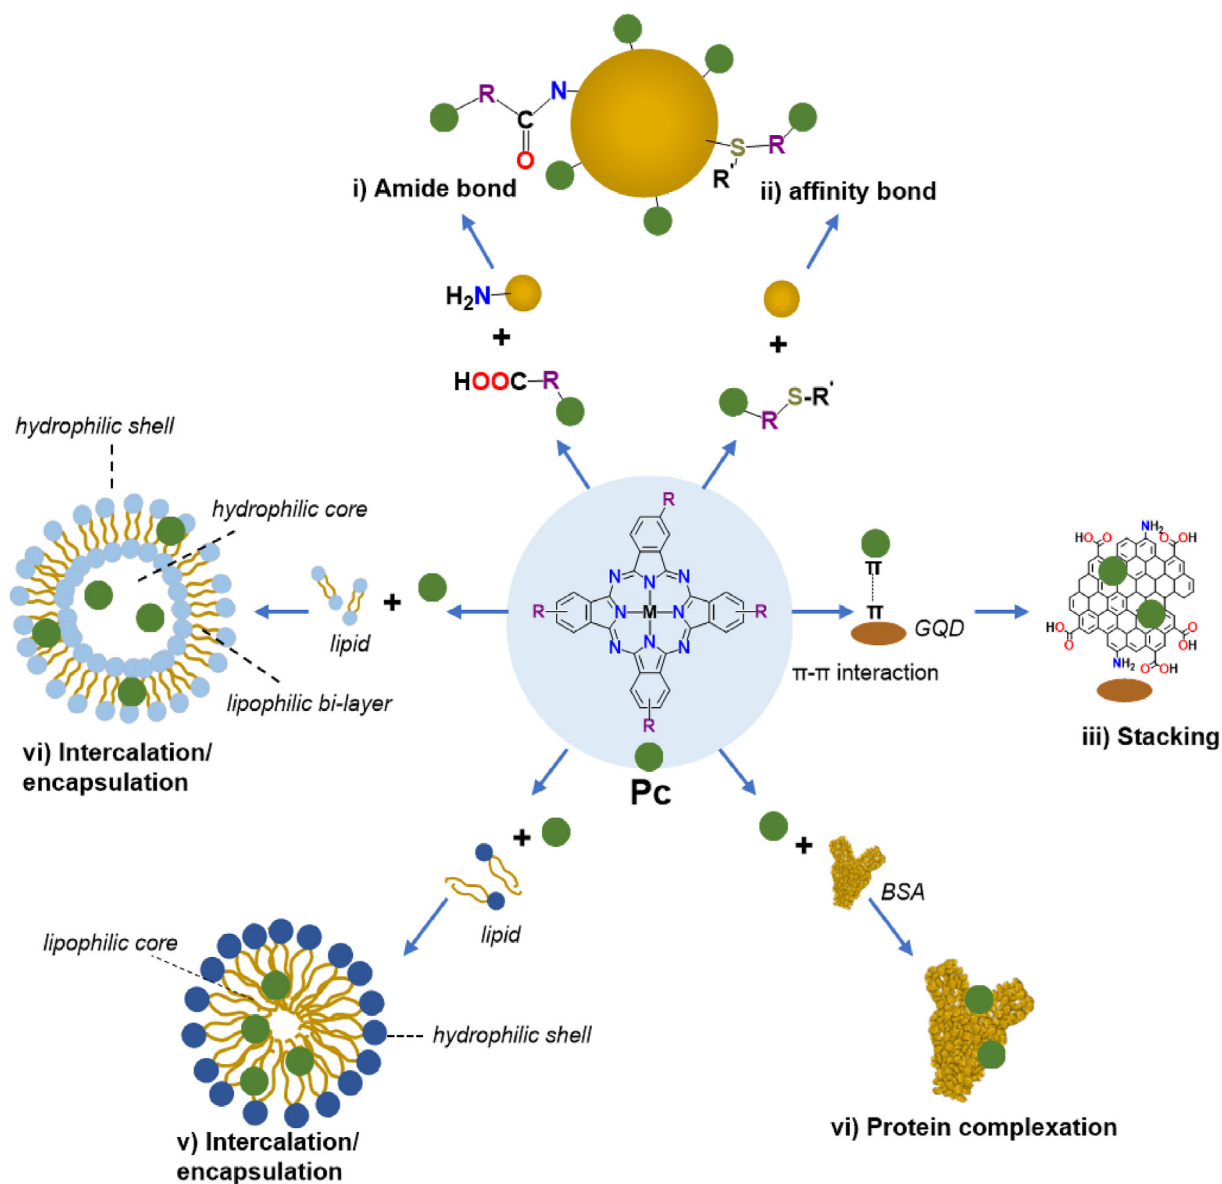 R
N
C
O
S
R
R'
i) Amide bond
ii) affinity bond
H2N
+
+
HOOC-R
S-R'
R
hydrophilic shell
hydrophilic core
lipid
+
lipophilic bi-layer
vi) Intercalation/
encapsulation
R
N
N
N
R
N
M
N
R
N
N
N
R
Pc
π
π
GQD
π-π interaction
NH2
OH
O
O
OH
HO
O
O
OH
NH2
O
OH
iii) Stacking
+
lipid
lipophilic core
hydrophilic shell
v) Intercalation/
encapsulation
+
BSA
vi) Protein complexation